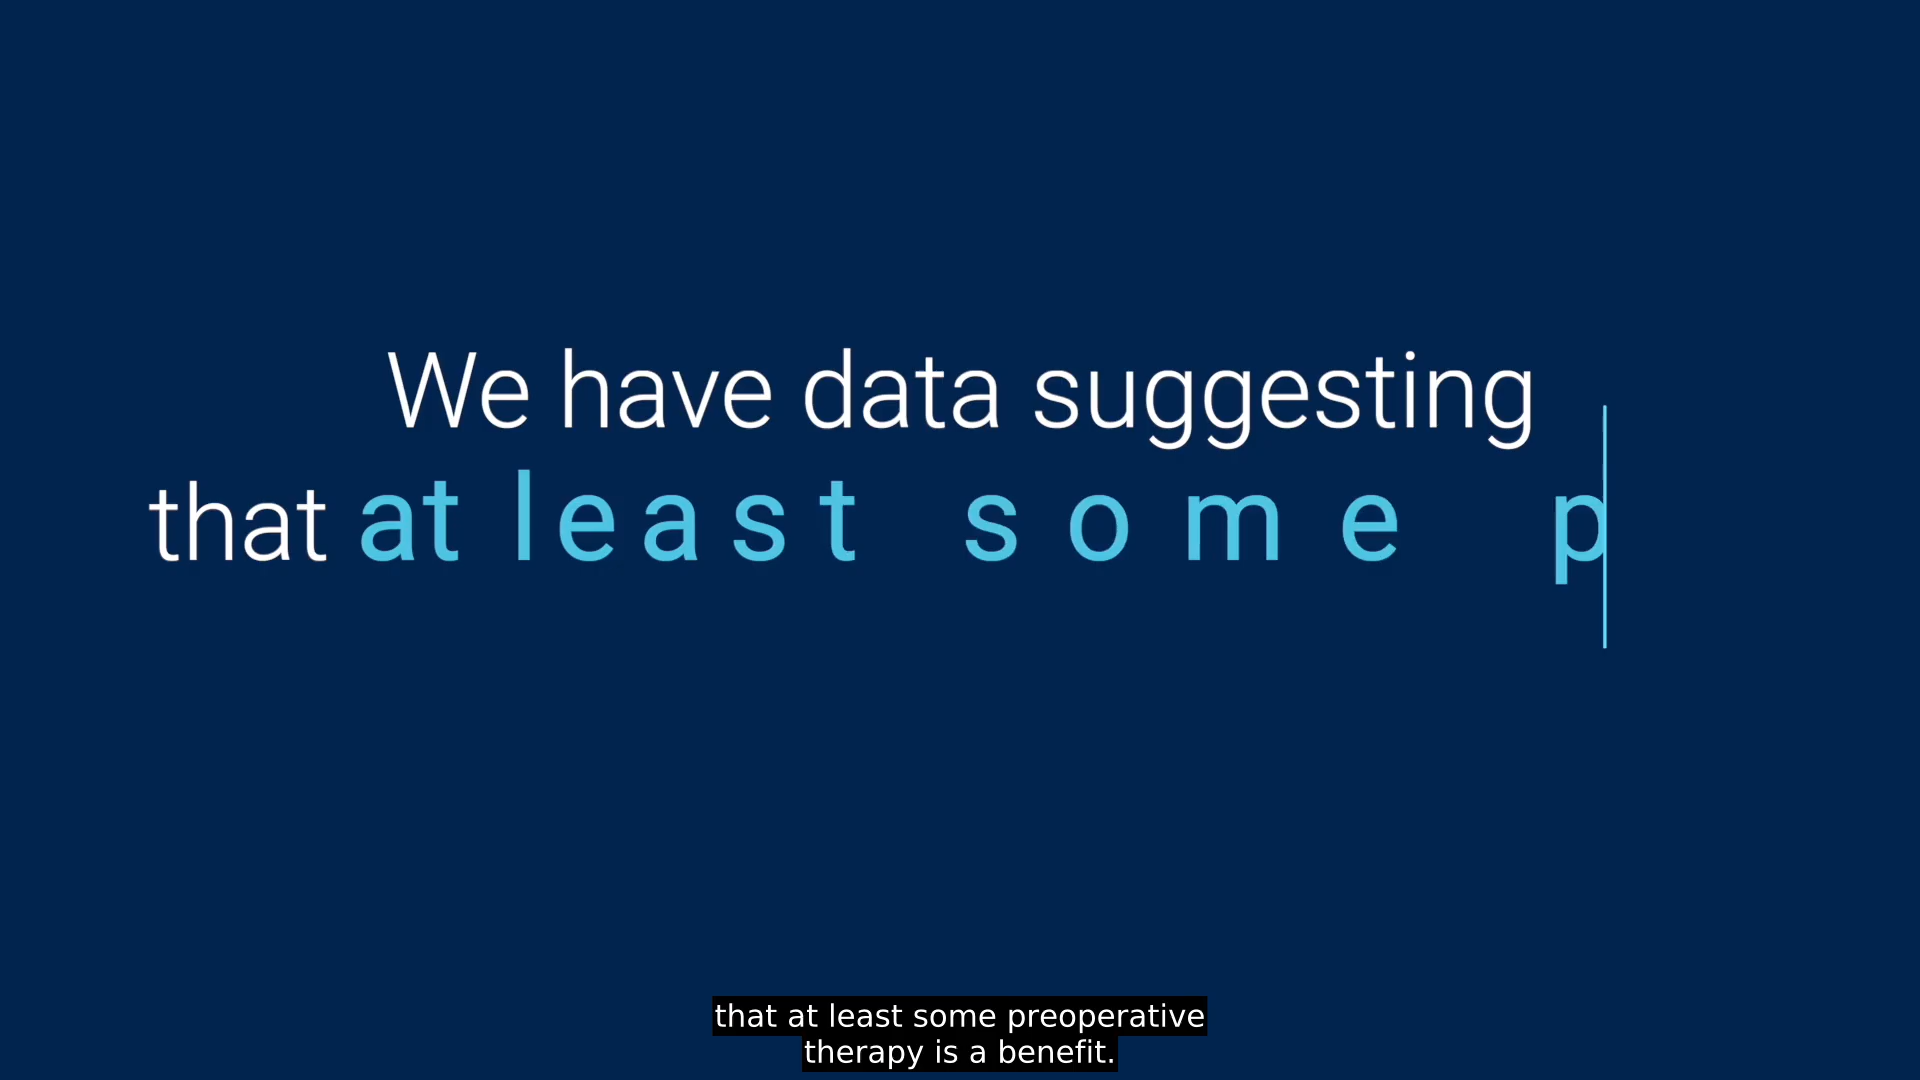 We have data suggesting
that at least some p
that at least some preoperative
therapy is a benefit.